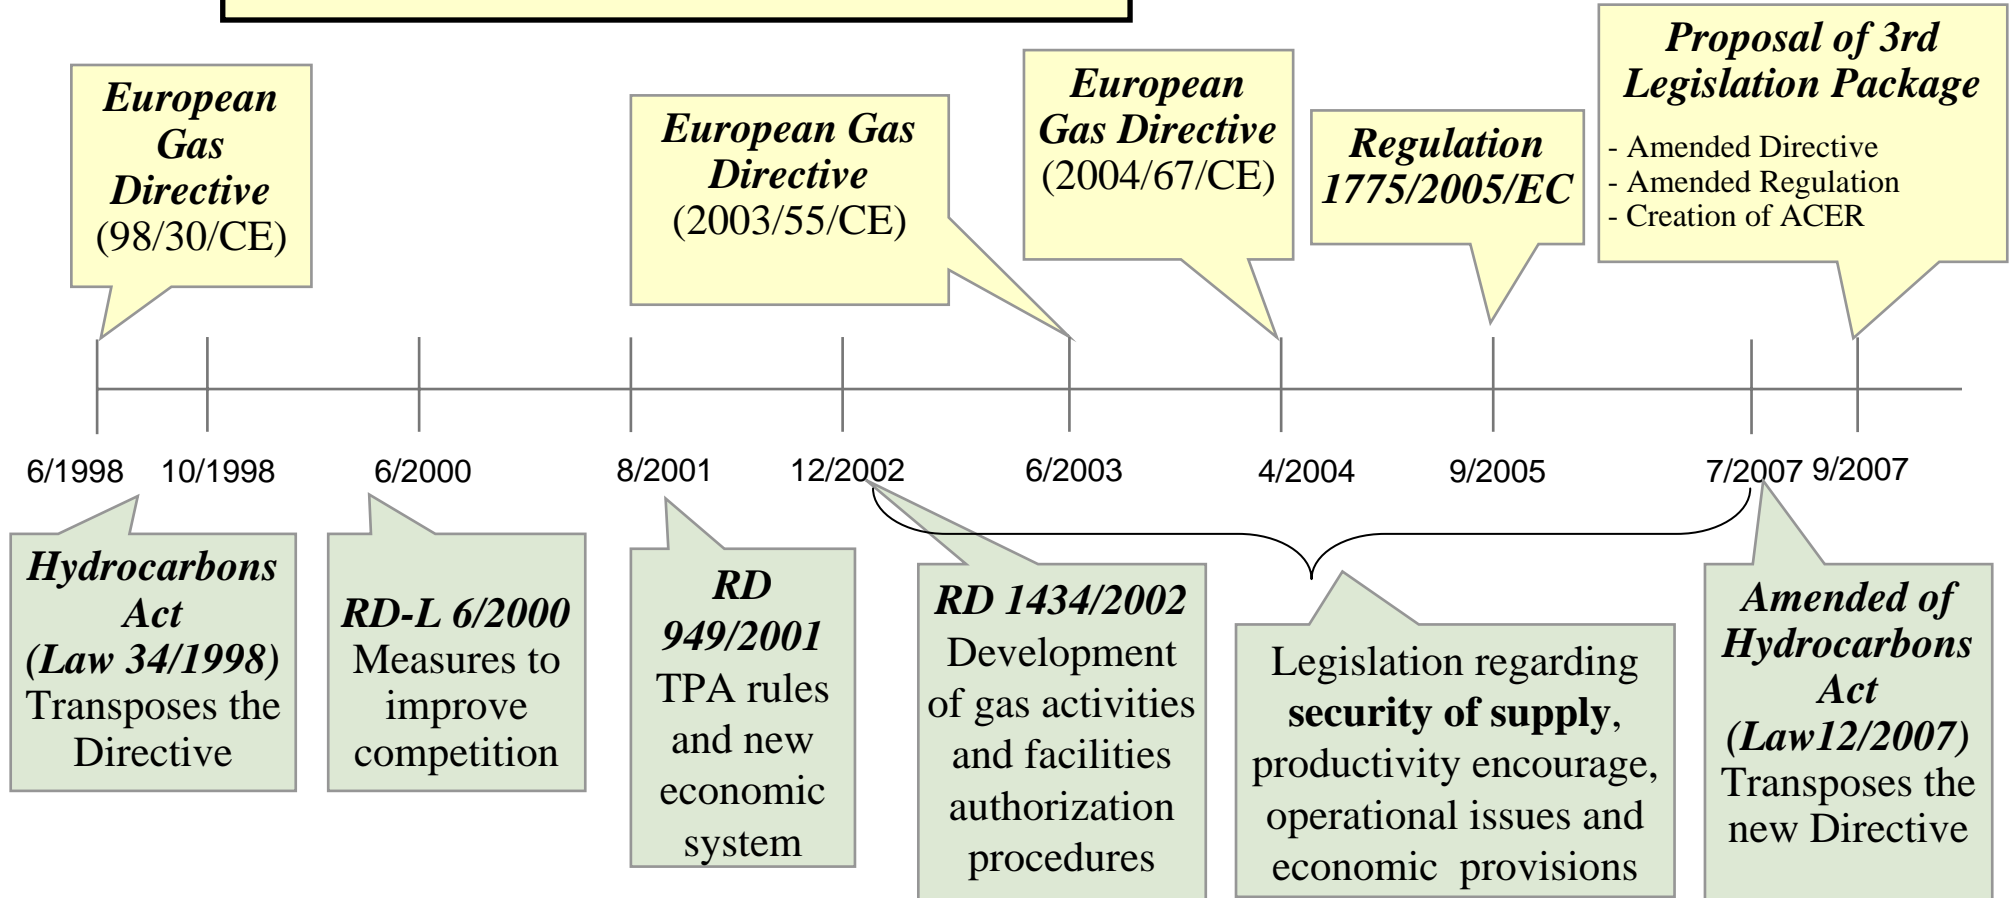 European
Gas
Directive
(98/30/CE)
European Gas
Directive
(2003/55/CE)
European
Gas Directive
(2004/67/CE)
Regulation
1775/2005/EC
Proposal of 3rd
Legislation Package
- Amended Directive
- Amended Regulation
- Creation of ACER
6/1998 10/1998 6/2000 8/2001 12/2002 6/2003 4/2004 9/2005 7/2007 9/2007
Hydrocarbons
Act
(Law 34/1998)
Transposes the
Directive
RD-L 6/2000
Measures to
improve
competition
RD
949/2001
TPA rules
and new
economic
system
RD 1434/2002
Development
of gas activities
and facilities
authorization
procedures
Legislation regarding
security of supply,
productivity encourage,
operational issues and
economic provisions
Amended of
Hydrocarbons
Act
(Law12/2007)
Transposes the
new Directive